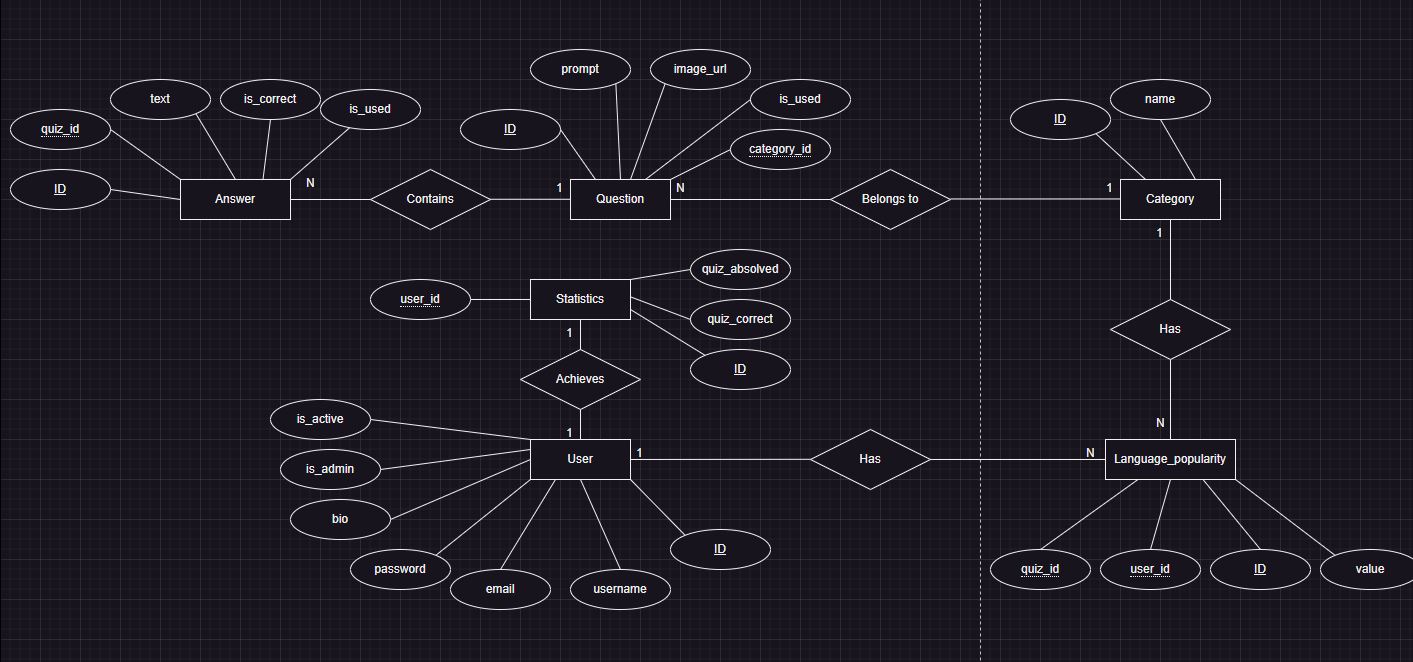 prompt
image_url
text
is_correct
is_used
is_used
name
quiz_id
ID
category_id
ID
ID
Answer
N
Contains
1
Question
N
Belongs to
1
Category
1
user_id
Statistics
quiz_absolved
quiz_correct
ID
1
Achieves
1
Has
N
is_active
is_admin
bio
User
1
Has
N
Language_popularity
password
email
username
ID
quiz_id
user_id
ID
value